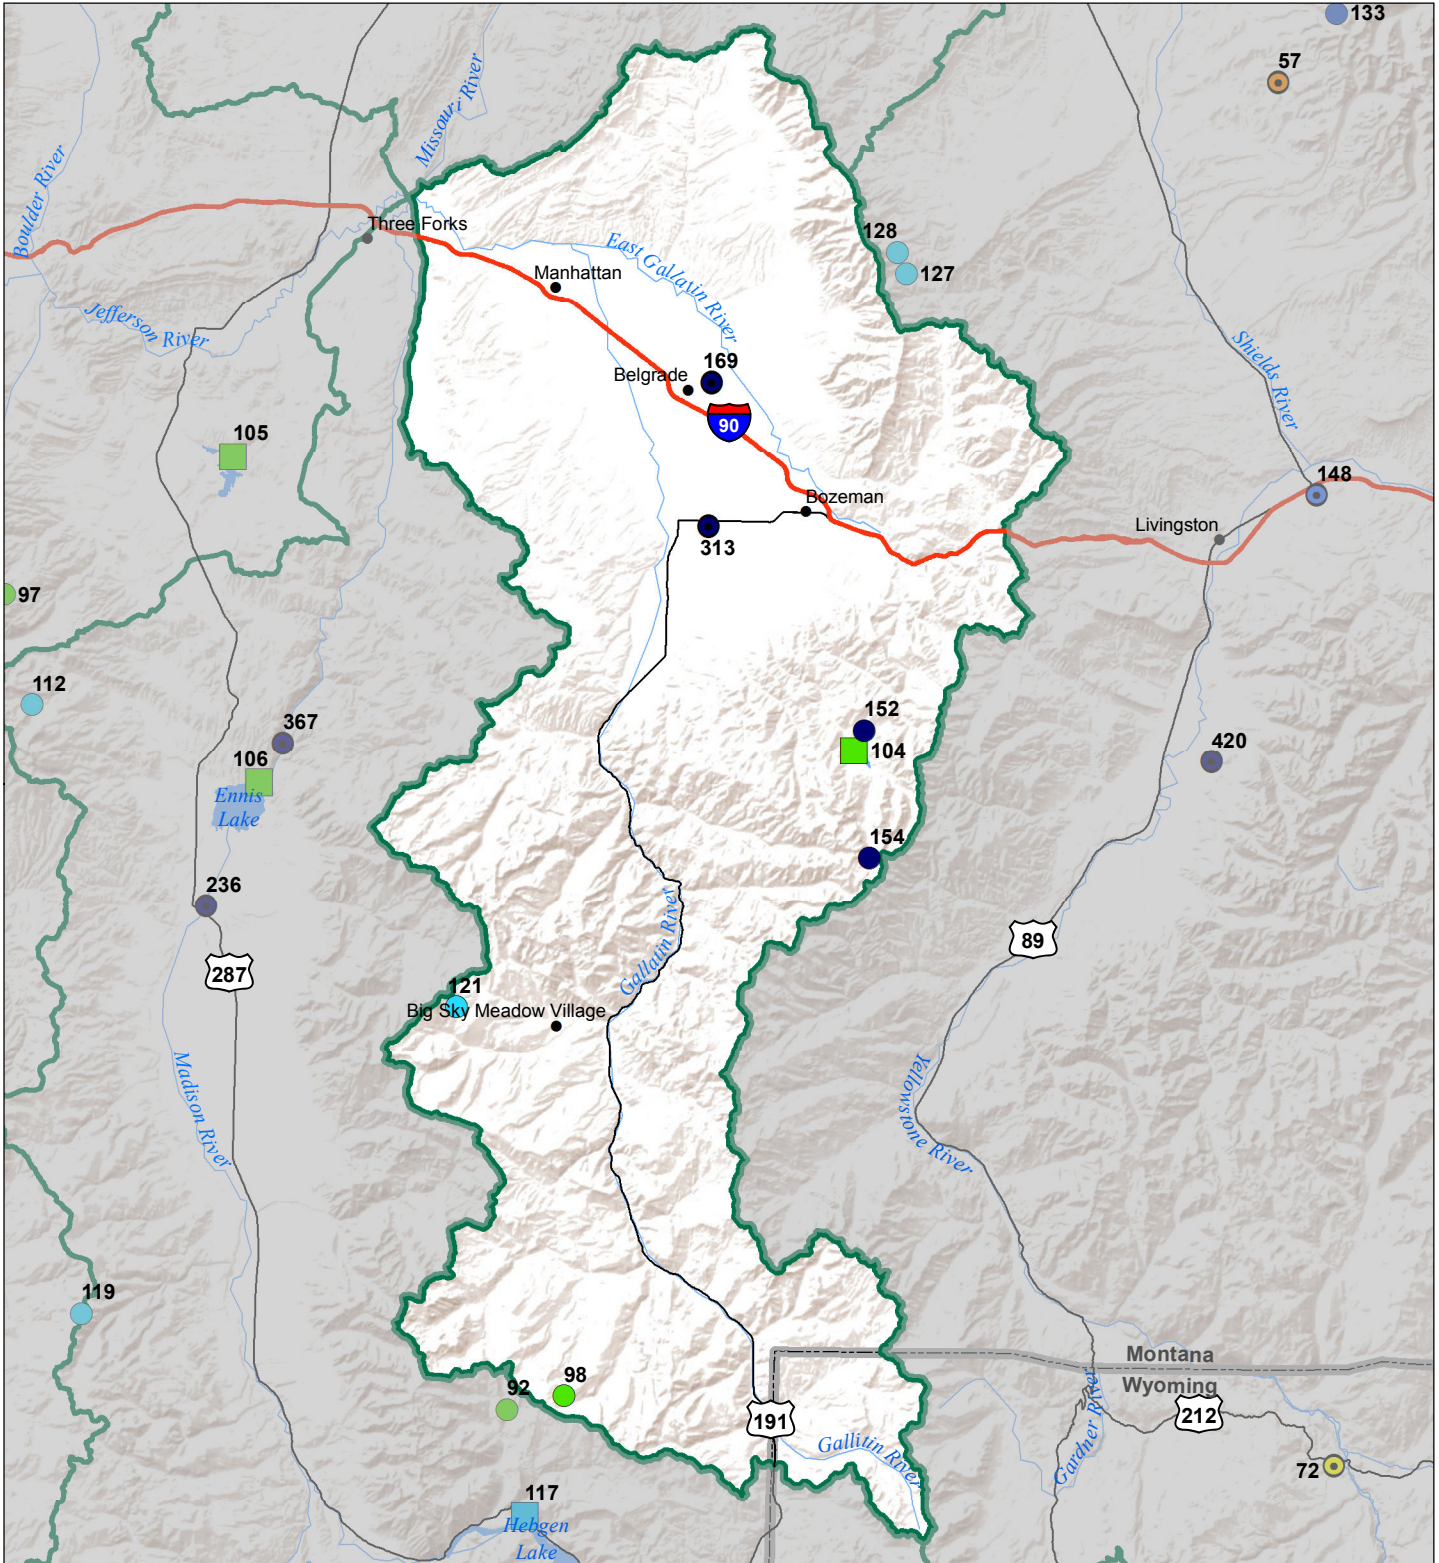 133
57
Missouri River
Boulder River
Three Forks
128
127
East Gallatin River
Manhattan
Jefferson River
Shields River
169
Belgrade
90
105
148
Bozeman
Livingston
313
97
112
152
367
104
420
106
Ennis
Lake
154
236
Gallatin River
89
287
121
Big Sky Meadow Village
Madison River
Yellowstone River
119
Montana
Wyoming
98
92
212
191
Gardner River
Gallitin River
72
117
Hebgen
Lake